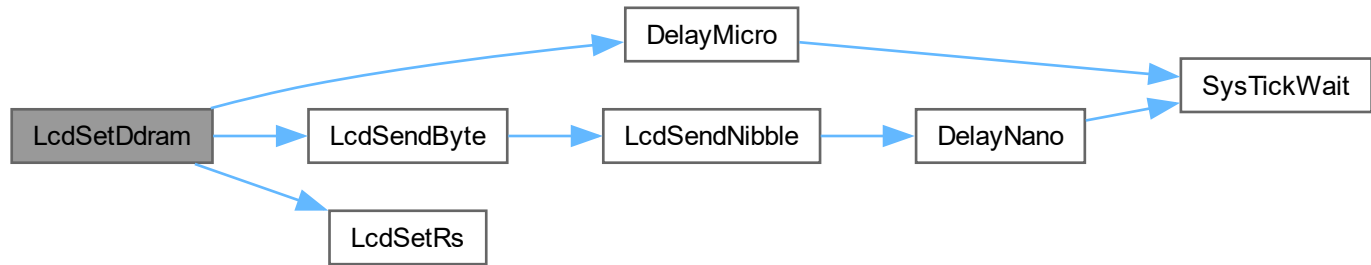 LcdSetDdram
DelayMicro
SysTickWait
LcdSendByte
LcdSendNibble
DelayNano
LcdSetRs